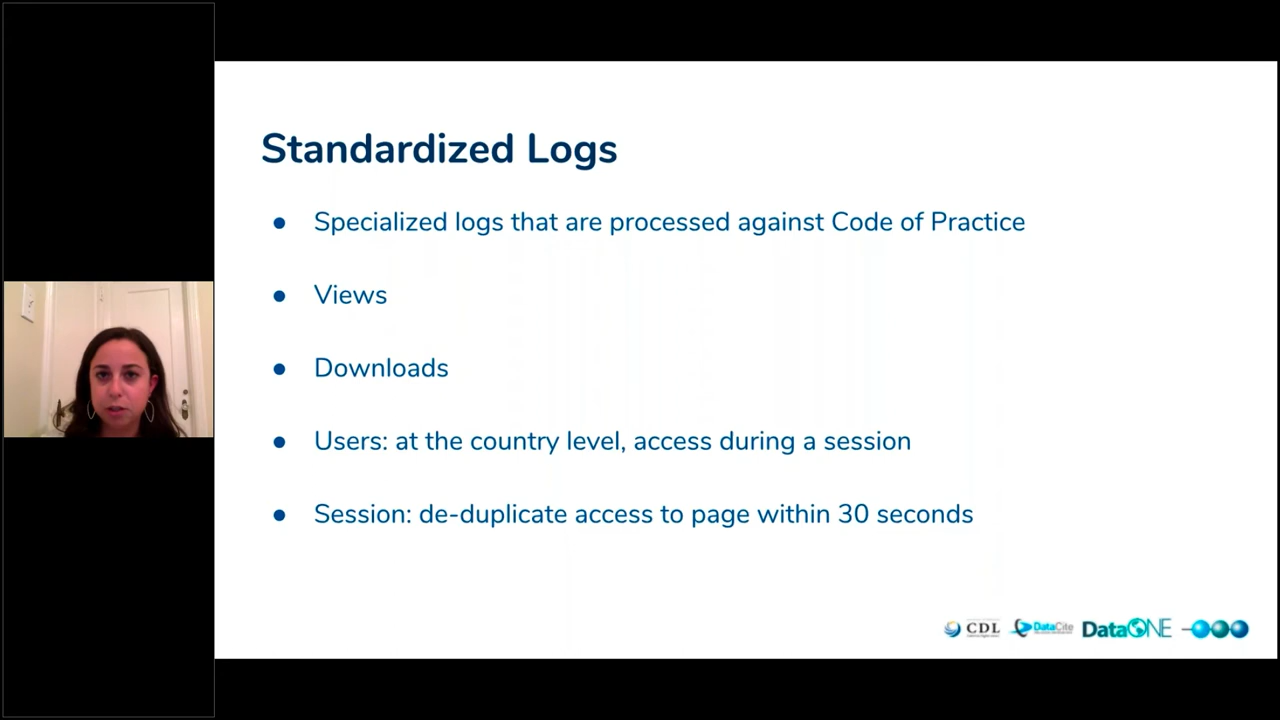 Standardized Logs
● Specialized logs that are processed against Code of Practice
● Views
● Downloads
● Users: at the country level, access during a session
● Session: de-duplicate access to page within 30 seconds
CDL
DataCite
DataONE